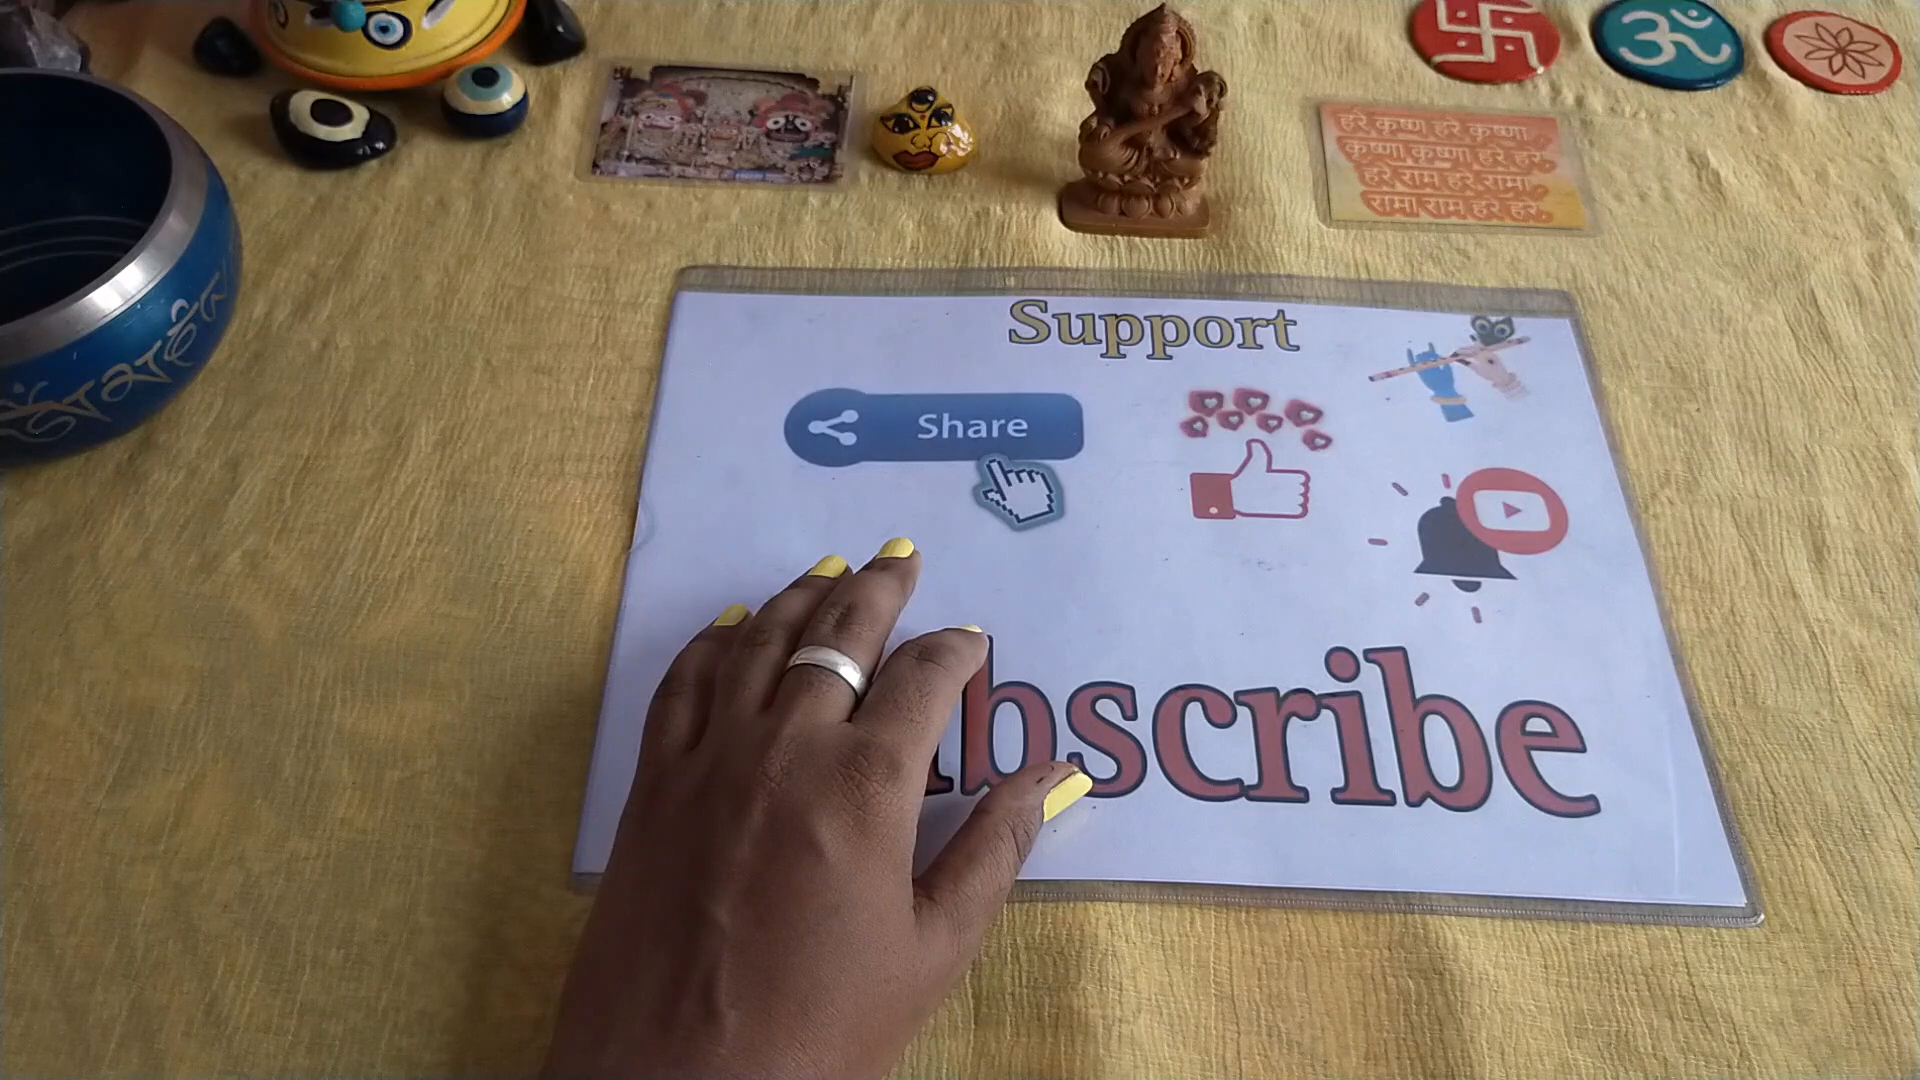 ॐ
हरे कृष्ण हरे कृष्णा
कृष्णा कृष्णा हरे हरे
हरे राम हरे रामा
रामा राम हरे हरे
Support
Share
bscribe